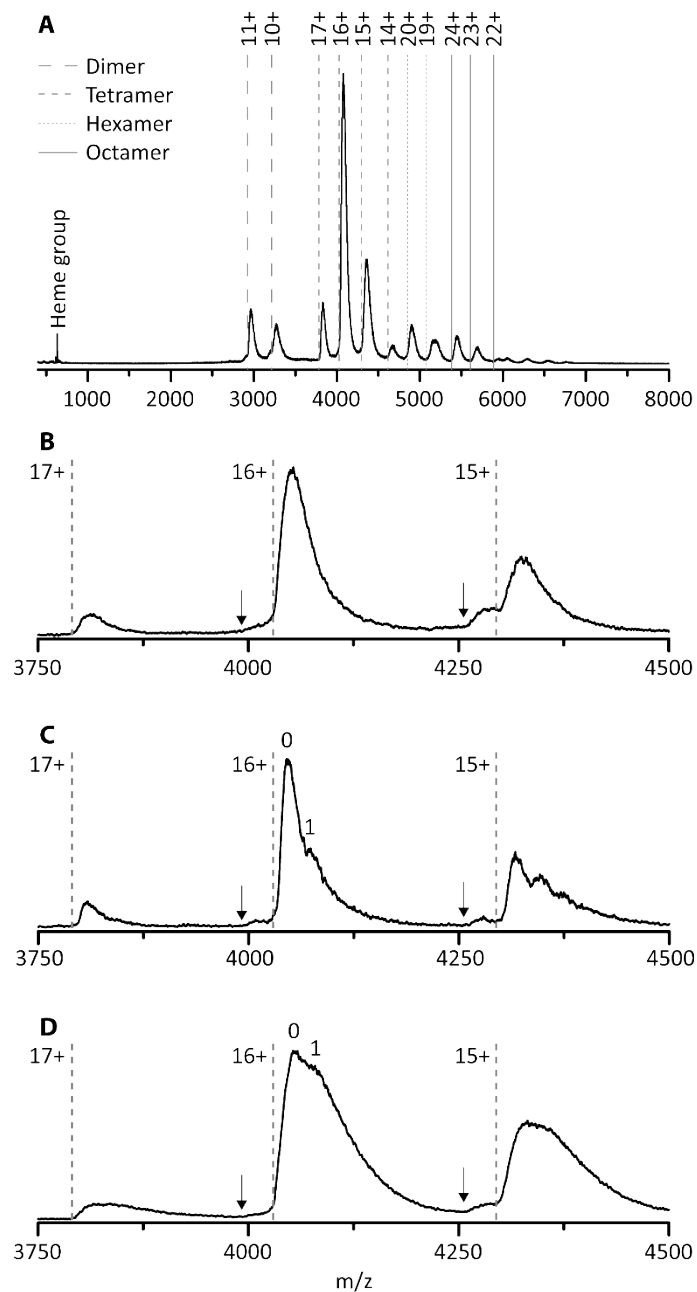 A
11+ 10+ 17+ 16+ 15+ 14+ 20+ 19+ 24+ 23+ 22+
Dimer
Tetramer
Hexamer
Octamer
Heme group
1000 2000 3000 4000 5000 6000 7000 8000
B
17+ 16+ 15+
3750 4000 4250 4500
C
0
17+ 16+ 15+
1
3750 4000 4250 4500
D
0
17+ 16+ 1 15+
3750 4000 4250 4500
m/z